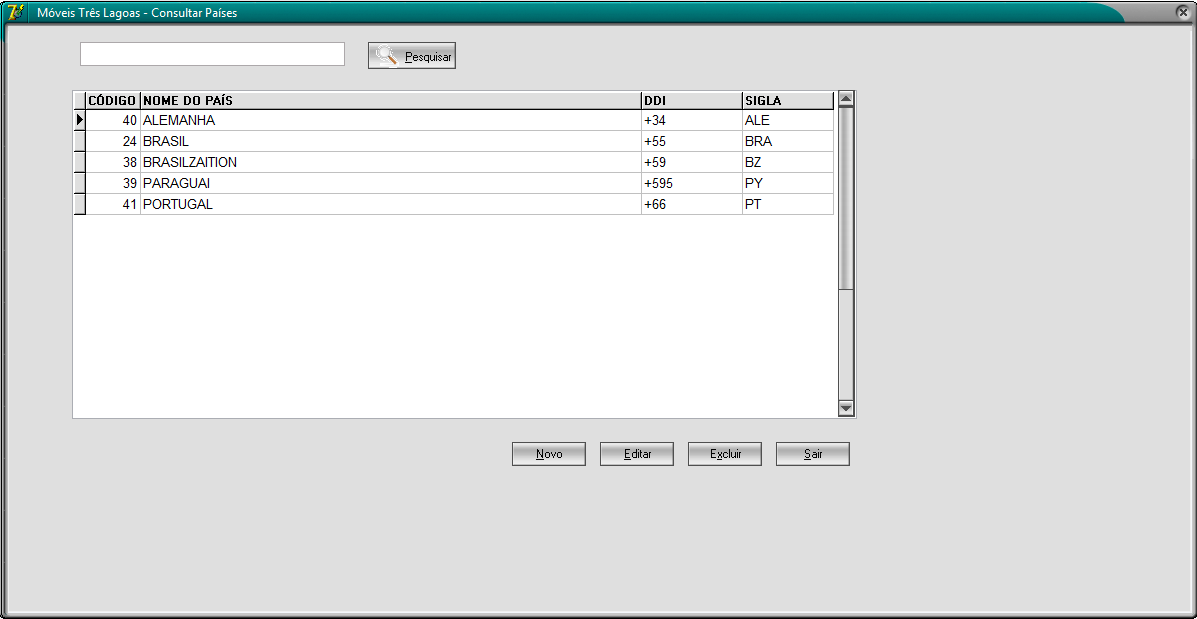 Móveis Três Lagoas - Consultar Países
Pesquisar
CÓDIGO NOME DO PAÍS DDI SIGLA
40 ALEMANHA +34 ALE
24 BRASIL +55 BRA
38 BRASILZAITION +59 BZ
39 PARAGUAI +595 PY
41 PORTUGAL +66 PT
Novo Editar Excluir Sair